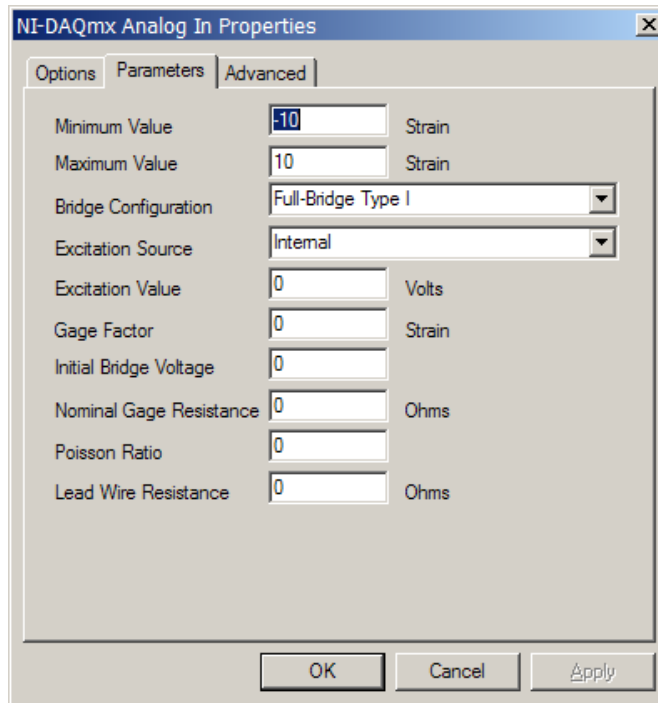 NI-DAQmx Analog In Properties
Options Parameters Advanced
Minimum Value -10 Strain
Maximum Value 10 Strain
Bridge Configuration Full-Bridge Type I
Excitation Source Internal
Excitation Value 0 Volts
Gage Factor 0 Strain
Initial Bridge Voltage 0
Nominal Gage Resistance 0 Ohms
Poisson Ratio 0
Lead Wire Resistance 0 Ohms
OK Cancel Apply